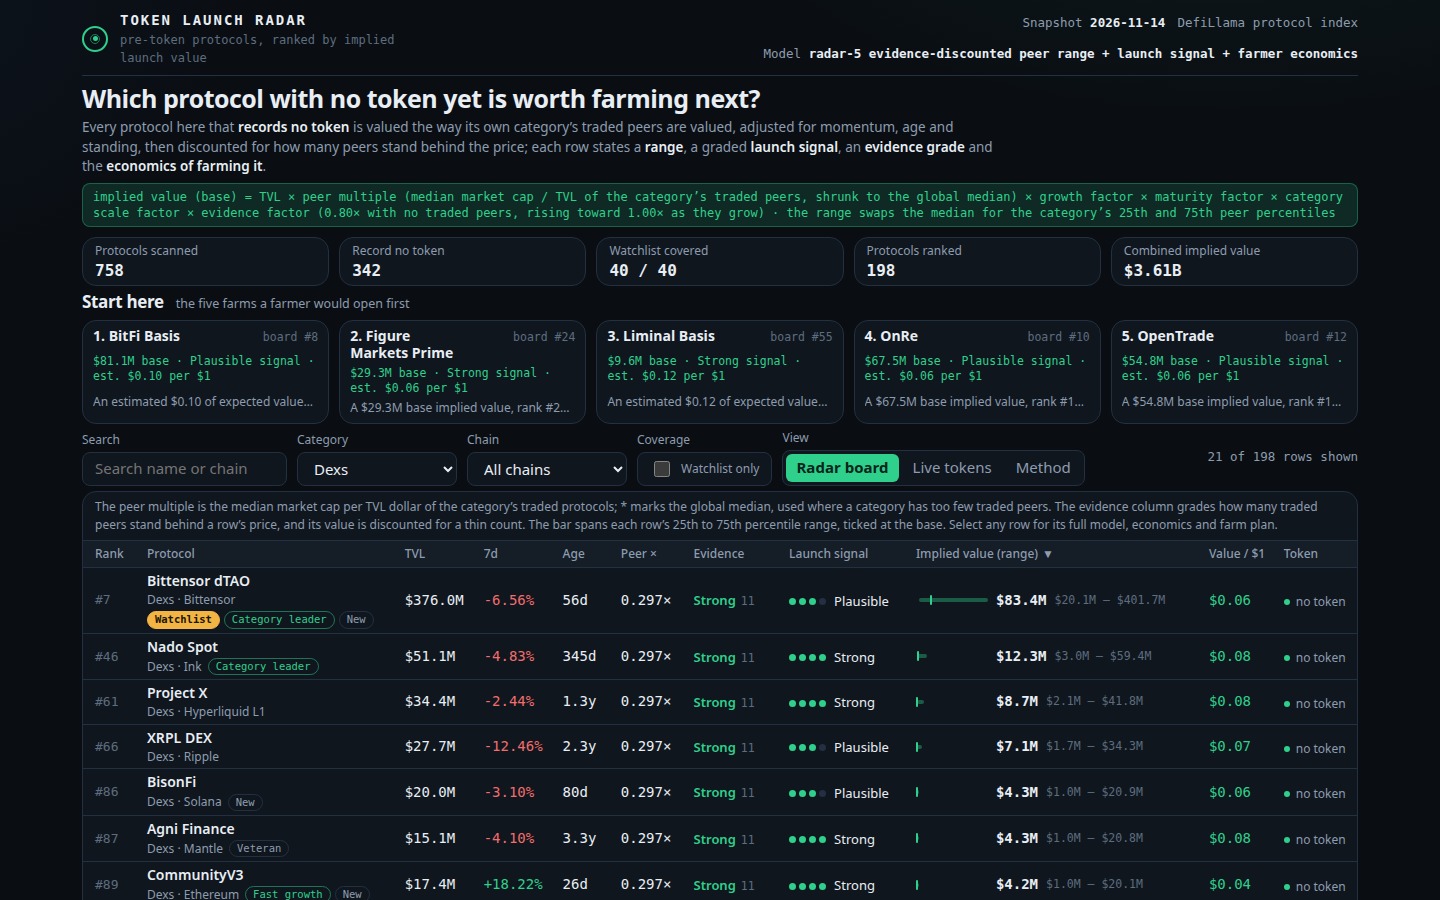 TOKEN LAUNCH RADAR
pre-token protocols, ranked by implied
launch value
Snapshot 2026-11-14 DefiLlama protocol index
Model radar-5 evidence-discounted peer range + launch signal + farmer economics
Which protocol with no token yet is worth farming next?
Every protocol here that records no token is valued the way its own category's traded peers are valued, adjusted for momentum, age and
standing, then discounted for how many peers stand behind the price; each row states a range, a graded launch signal, an evidence grade and
the economics of farming it.
implied value (base) = TVL × peer multiple (median market cap / TVL of the category's traded peers, shrunk to the global median) × growth factor × maturity factor × category
scale factor × evidence factor (0.80× with no traded peers, rising toward 1.00× as they grow) · the range swaps the median for the category's 25th and 75th peer percentiles
Protocols scanned
758
Record no token
342
Watchlist covered
40 / 40
Protocols ranked
198
Combined implied value
$3.61B
Start here the five farms a farmer would open first
1. BitFi Basis board #8
$81.1M base · Plausible signal ·
est. $0.10 per $1
An estimated $0.10 of expected value…
2. Figure
Markets Prime board #24
$29.3M base · Strong signal ·
est. $0.06 per $1
A $29.3M base implied value, rank #2…
3. Liminal Basis board #55
$9.6M base · Strong signal ·
est. $0.12 per $1
An estimated $0.12 of expected value…
4. OnRe board #10
$67.5M base · Plausible signal ·
est. $0.06 per $1
A $67.5M base implied value, rank #1…
5. OpenTrade board #12
$54.8M base · Plausible signal ·
est. $0.06 per $1
A $54.8M base implied value, rank #1…
Search Category Chain Coverage View
Search name or chain Dexs All chains Watchlist only Radar board Live tokens Method 21 of 198 rows shown
The peer multiple is the median market cap per TVL dollar of the category's traded protocols; * marks the global median, used where a category has too few traded peers. The evidence column grades how many traded
peers stand behind a row's price, and its value is discounted for a thin count. The bar spans each row's 25th to 75th percentile range, ticked at the base. Select any row for its full model, economics and farm plan.
Rank Protocol TVL 7d Age Peer × Evidence Launch signal Implied value (range) ▼ Value / $1 Token
#7 Bittensor dTAO $376.0M -6.56% 56d 0.297× Strong 11 Plausible $83.4M $20.1M – $401.7M $0.06 no token
Dexs · Bittensor
Watchlist Category leader New
#46 Nado Spot $51.1M -4.83% 345d 0.297× Strong 11 Strong $12.3M $3.0M – $59.4M $0.08 no token
Dexs · Ink Category leader
#61 Project X $34.4M -2.44% 1.3y 0.297× Strong 11 Strong $8.7M $2.1M – $41.8M $0.08 no token
Dexs · Hyperliquid L1
#66 XRPL DEX $27.7M -12.46% 2.3y 0.297× Strong 11 Plausible $7.1M $1.7M – $34.3M $0.07 no token
Dexs · Ripple
#86 BisonFi $20.0M -3.10% 80d 0.297× Strong 11 Plausible $4.3M $1.0M – $20.9M $0.06 no token
Dexs · Solana New
#87 Agni Finance $15.1M -4.10% 3.3y 0.297× Strong 11 Strong $4.3M $1.0M – $20.8M $0.08 no token
Dexs · Mantle Veteran
#89 CommunityV3 $17.4M +18.22% 26d 0.297× Strong 11 Strong $4.2M $1.0M – $20.1M $0.04 no token
Dexs · Ethereum Fast growth New